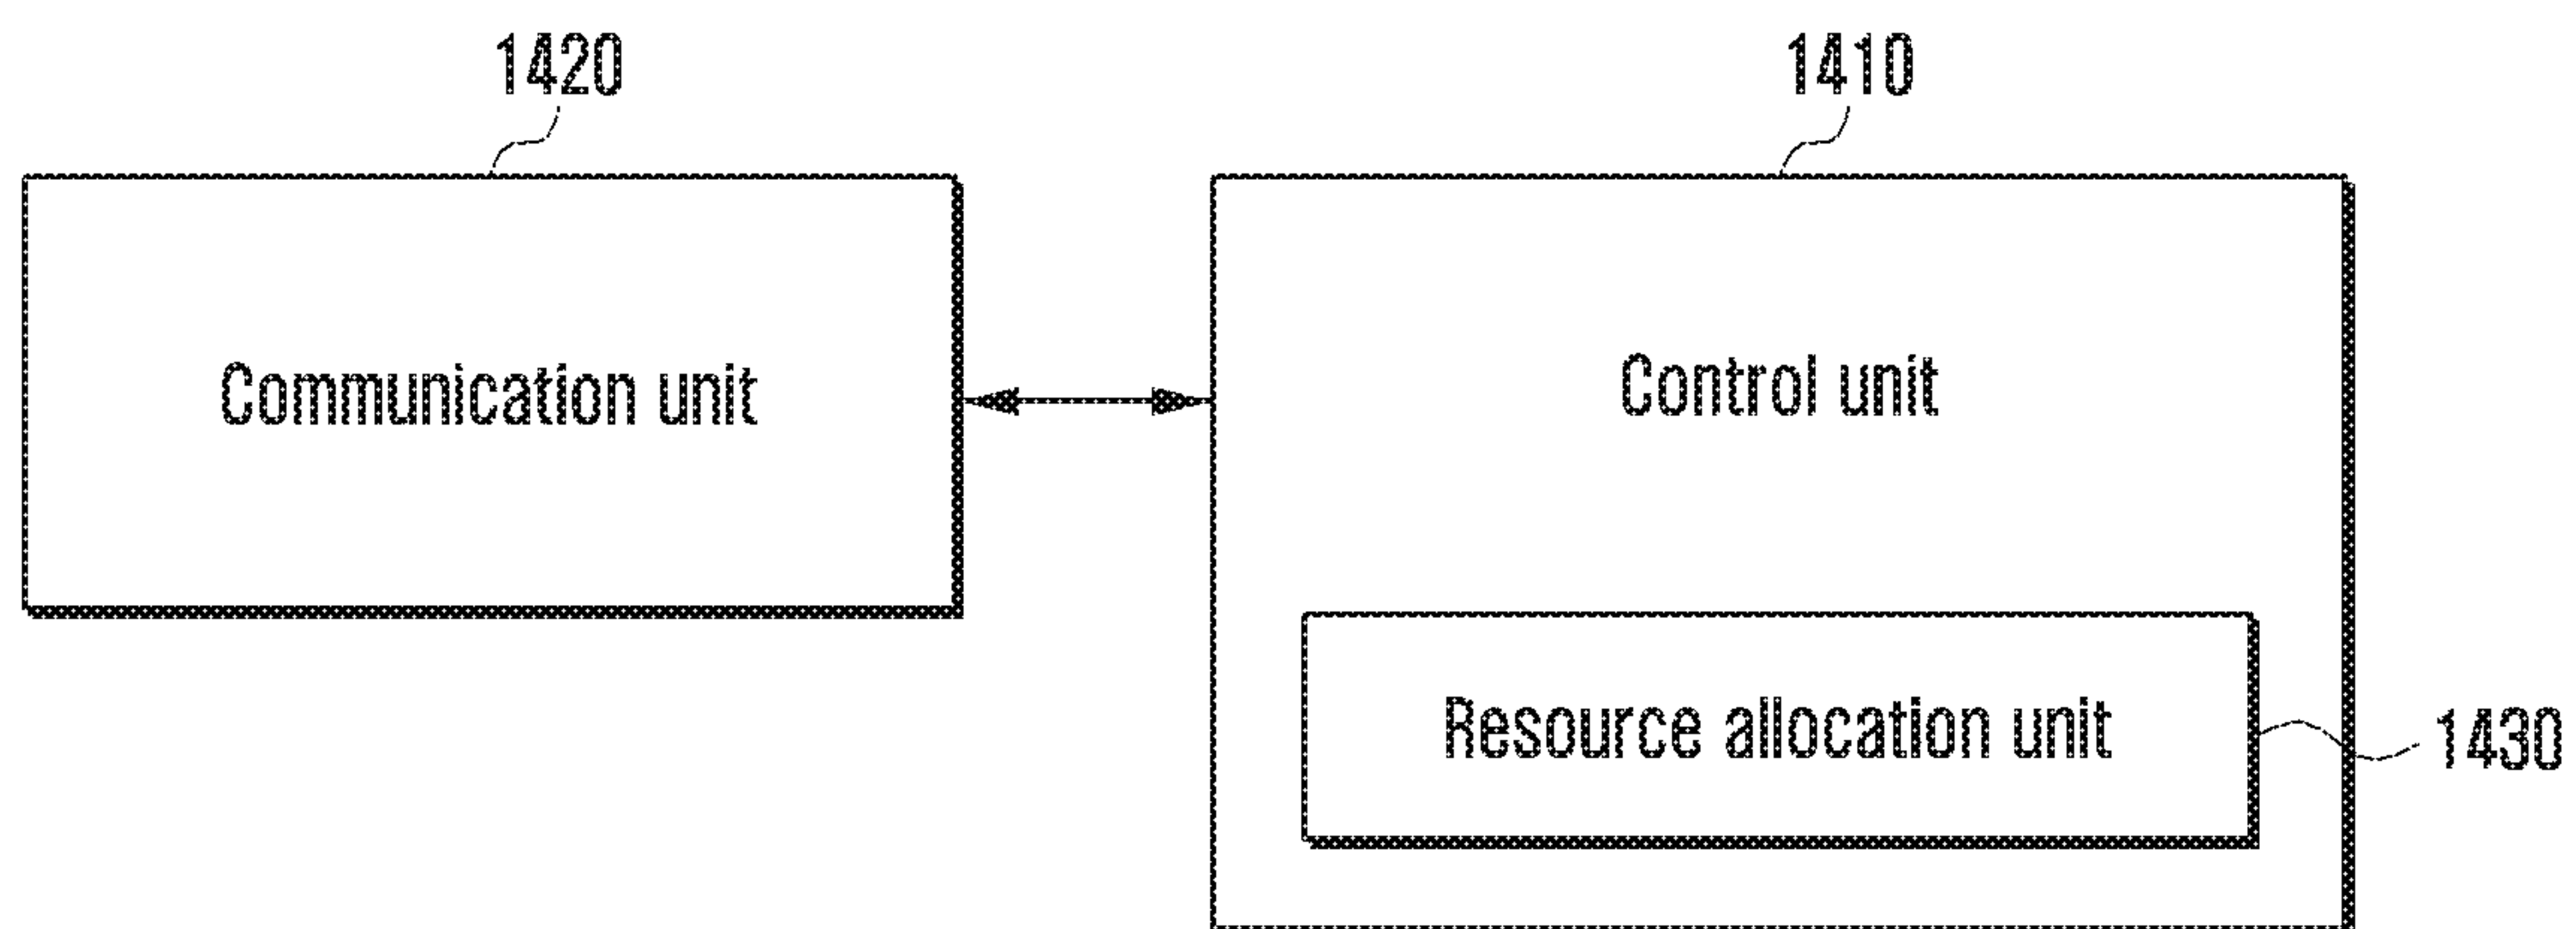 1420
1410
Communication unit
Control unit
Resource allocation unit
1430